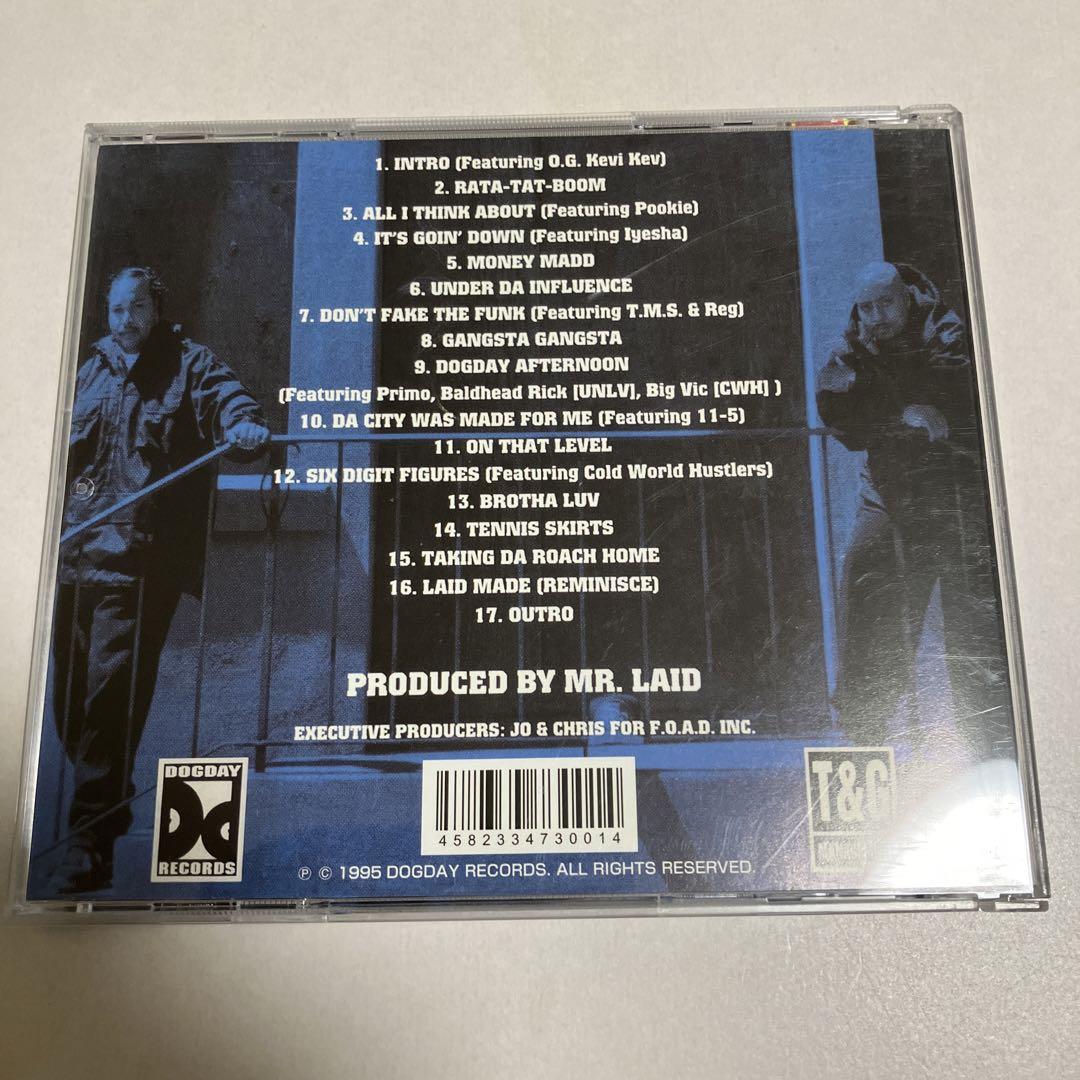 1. INTRO (Featuring O.G. Kevi Kev)
2. RATA-TAT-BOOM
3. ALL I THINK ABOUT (Featuring Pookie)
4. IT'S GOIN' DOWN (Featuring Iyesha)
5. MONEY MADD
6. UNDER DA INFLUENCE
7. DON'T FAKE THE FUNK (Featuring T.M.S. & Reg)
8. GANGSTA GANGSTA
9. DOGDAY AFTERNOON
(Featuring Primo, Baldhead Rick [UNLV], Big Vic [CWH] )
10. DA CITY WAS MADE FOR ME (Featuring 11-5)
11. ON THAT LEVEL
12. SIX DIGIT FIGURES (Featuring Cold World Hustlers)
13. BROTHA LUV
14. TENNIS SKIRTS
15. TAKING DA ROACH HOME
16. LAID MADE (REMINISCE)
17. OUTRO
PRODUCED BY MR. LAID
EXECUTIVE PRODUCERS: JO & CHRIS FOR F.O.A.D. INC.
DOGDAY
RECORDS
4582334730014
T&C
℗ © 1995 DOGDAY RECORDS. ALL RIGHTS RESERVED.